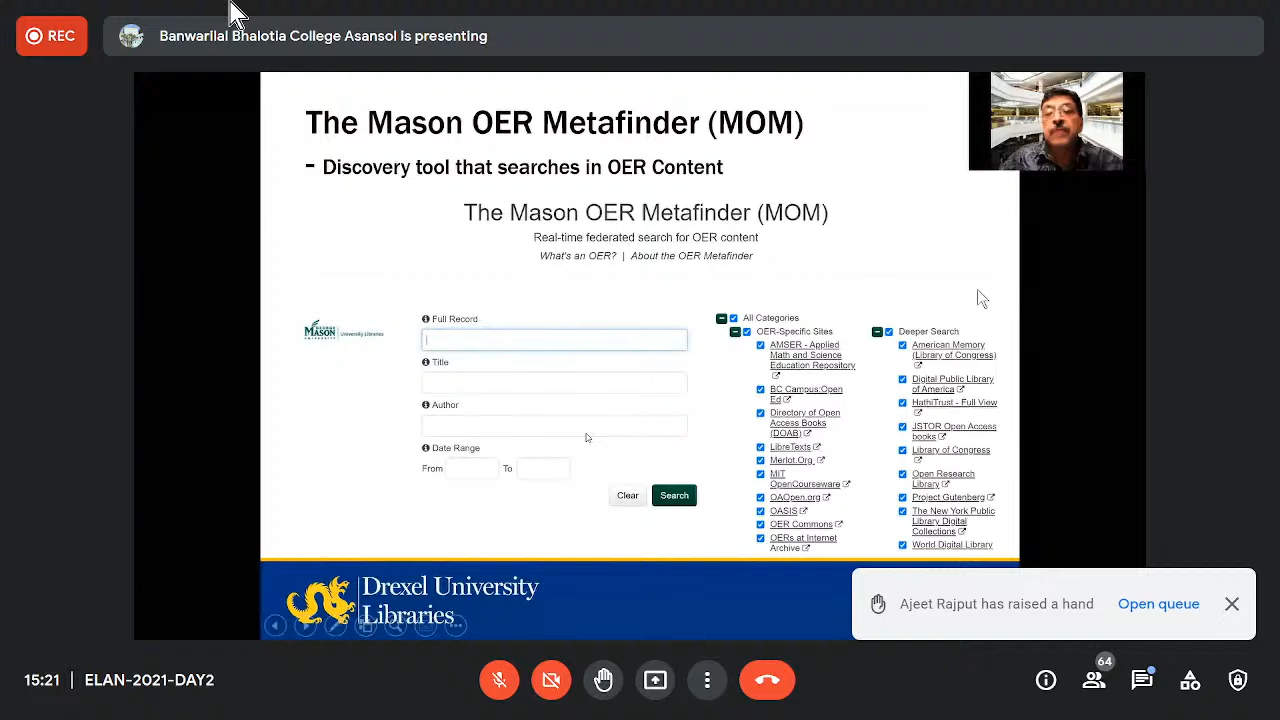 REC
Banwarilal Bhalotia College Asansol is presenting
The Mason OER Metafinder (MOM)
- Discovery tool that searches in OER Content
The Mason OER Metafinder (MOM)
Real-time federated search for OER content
What's an OER? | About the OER Metafinder
GEORGE
MASON
UNIVERSITY
University Libraries
Full Record
Title
Author
Date Range
From To
Clear Search
All Categories
OER-Specific Sites
AMSER - Applied
Math and Science
Education Repository
BC Campus:Open
Ed
Directory of Open
Access Books
(DOAB)
LibreTexts
Merlot.Org
MIT
OpenCourseware
OAOpen.org
OASIS
OER Commons
OERs at Internet
Archive
Deeper Search
American Memory
(Library of Congress)
Digital Public Library
of America
HathiTrust - Full View
JSTOR Open Access
books
Library of Congress
Open Research
Library
Project Gutenberg
The New York Public
Library Digital
Collections
World Digital Library
Drexel University
Libraries
Ajeet Rajput has raised a hand Open queue
15:21 | ELAN-2021-DAY2
64